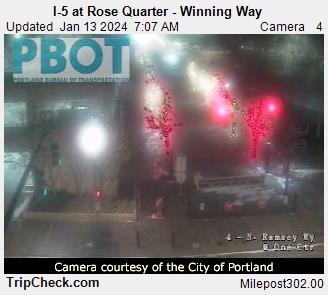 I-5 at Rose Quarter - Winning Way
Updated Jan 13 2024 7:07 AM Camera 4
PBOT
PORTLAND BUREAU OF TRANSPORTATION
4 - N. Ramsey Wy
Camera courtesy of the City of Portland
TripCheck.com Milepost302.00